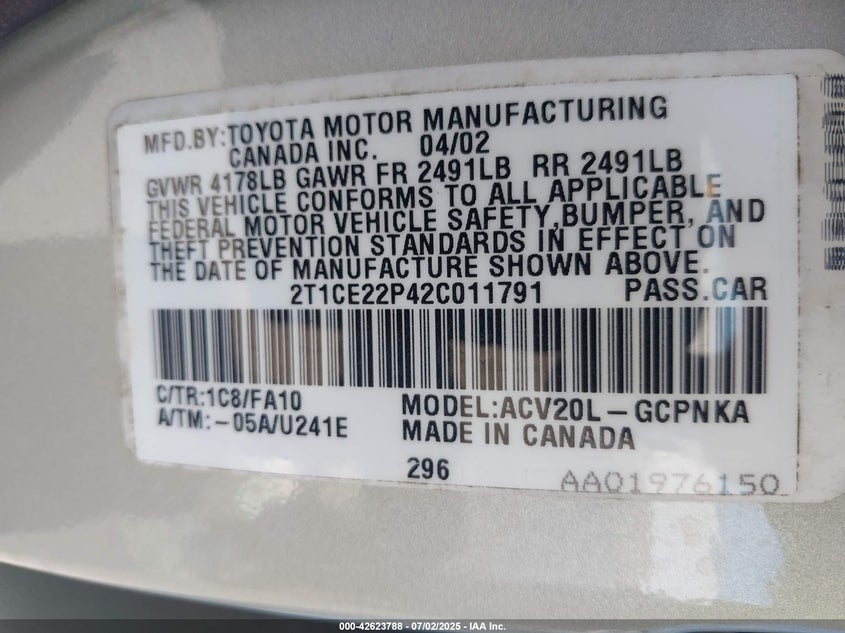 MFD.BY:TOYOTA MOTOR MANUFACTURING
CANADA INC. 04/02
GVWR 4178LB GAWR FR 2491LB RR 2491LB
THIS VEHICLE CONFORMS TO ALL APPLICABLE
FEDERAL MOTOR VEHICLE SAFETY,BUMPER, AND
THEFT PREVENTION STANDARDS IN EFFECT ON
THE DATE OF MANUFACTURE SHOWN ABOVE.
2T1CE22P42C011791 PASS.CAR
C/TR:1C8/FA10
A/TM:-05A/U241E
MODEL:ACV20L-GCPNKA
MADE IN CANADA
296
AA01976150
000-42623788 - 07/02/2025 - IAA Inc.